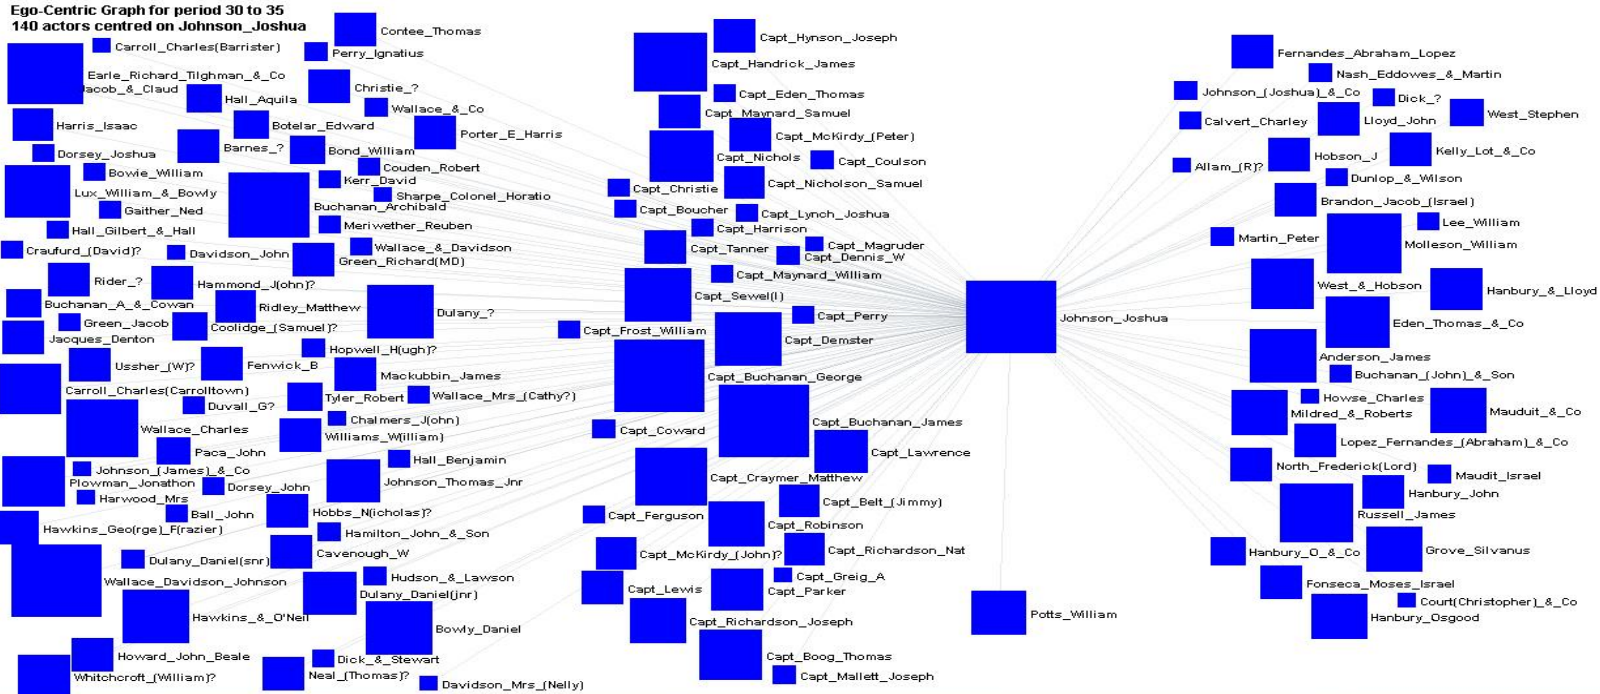 Ego-Centric Graph for period 30 to 35
140 actors centred on Johnson_Joshua
Contee_Thomas
Carroll_Charles(Barrister)
Perry_Ignatius
Earle_Richard_Tilghman_&_Co
Jacob_&_Claud
Christie_?
Hall_Aquila
Wallace_&_Co
Harris_Isaac
Botelar_Edward
Porter_E_Harris
Dorsey_Joshua
Barnes_?
Bond_William
Couden_Robert
Bowie_William
Kerr_David
Lux_William_&_Bowly
Sharpe_Colonel_Horatio
Buchanan_Archibald
Gaither_Ned
Meriwether_Reuben
Hall_Gilbert_&_Hall
Craufurd_(David)?
Davidson_John
Wallace_&_Davidson
Green_Richard(MD)
Rider_?
Hammond_J(ohn)?
Buchanan_A_&_Cowan
Ridley_Matthew
Dulany_?
Green_Jacob
Coolidge_(Samuel)?
Jacques_Denton
Hopwell_H(ugh)?
Ussher_(W)?
Fenwick_B
Mackubbin_James
Carroll_Charles(Carrolltown)
Duvall_G?
Tyler_Robert
Wallace_Mrs_(Cathy?)
Chalmers_J(ohn)
Wallace_Charles
Williams_W(illiam)
Paca_John
Hall_Benjamin
Johnson_(James)_&_Co
Plowman_Jonathon
Dorsey_John
Johnson_Thomas_Jnr
Harwood_Mrs
Ball_John
Hobbs_N(icholas)?
Hawkins_Geo(rge)_F(razier)
Hamilton_John_&_Son
Dulany_Daniel(snr)
Cavenough_W
Wallace_Davidson_Johnson
Hudson_&_Lawson
Dulany_Daniel(jnr)
Hawkins_&_O'Neil
Bowly_Daniel
Howard_John_Beale
Dick_&_Stewart
Whitchcroft_(William)?
Neal_(Thomas)?
Davidson_Mrs_(Nelly)
Capt_Hynson_Joseph
Capt_Handrick_James
Capt_Eden_Thomas
Capt_Maynard_Samuel
Capt_McKirdy_(Peter)
Capt_Nichols
Capt_Coulson
Capt_Christie
Capt_Nicholson_Samuel
Capt_Boucher
Capt_Lynch_Joshua
Capt_Harrison
Capt_Tanner
Capt_Magruder
Capt_Dennis_W
Capt_Maynard_William
Capt_Sewel(l)
Capt_Perry
Capt_Frost_William
Capt_Demster
Capt_Buchanan_George
Capt_Buchanan_James
Capt_Coward
Capt_Lawrence
Capt_Craymer_Matthew
Capt_Belt_(Jimmy)
Capt_Ferguson
Capt_Robinson
Capt_McKirdy_(John)?
Capt_Richardson_Nat
Capt_Greig_A
Capt_Lewis
Capt_Parker
Capt_Richardson_Joseph
Capt_Boog_Thomas
Capt_Mallett_Joseph
Johnson_Joshua
Potts_William
Fernandes_Abraham_Lopez
Nash_Eddowes_&_Martin
Johnson_(Joshua)_&_Co
Dick_?
Calvert_Charley
Lloyd_John
West_Stephen
Allam_(R)?
Hobson_J
Kelly_Lot_&_Co
Dunlop_&_Wilson
Brandon_Jacob_(Israel)
Lee_William
Martin_Peter
Molleson_William
West_&_Hobson
Hanbury_&_Lloyd
Eden_Thomas_&_Co
Anderson_James
Buchanan_(John)_&_Son
Howse_Charles
Mildred_&_Roberts
Mauduit_&_Co
Lopez_Fernandes_(Abraham)_&_Co
North_Frederick(Lord)
Maudit_Israel
Hanbury_John
Russell_James
Hanbury_O_&_Co
Grove_Silvanus
Fonseca_Moses_Israel
Court(Christopher)_&_Co
Hanbury_Osgood